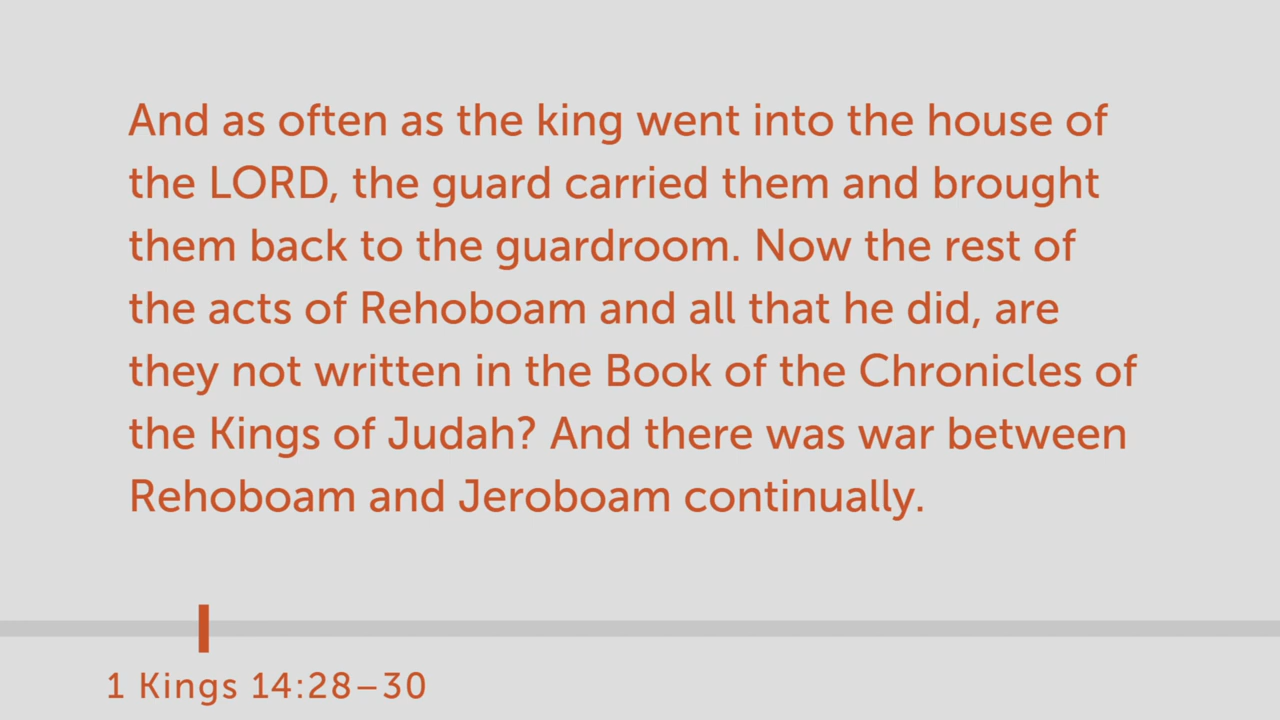 And as often as the king went into the house of
the LORD, the guard carried them and brought
them back to the guardroom. Now the rest of
the acts of Rehoboam and all that he did, are
they not written in the Book of the Chronicles of
the Kings of Judah? And there was war between
Rehoboam and Jeroboam continually.
1 Kings 14:28–30